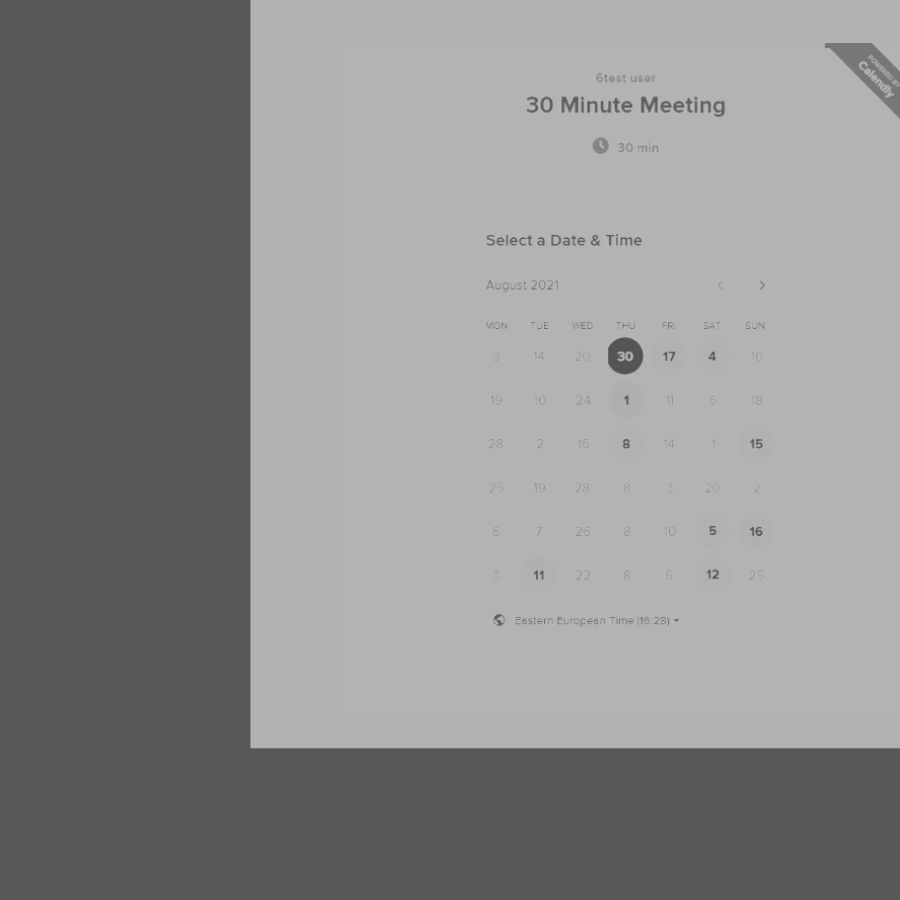 POWERED BY
Calendly
6test user
30 Minute Meeting
30 min
Select a Date & Time
August 2021
MON TUE WED THU FRI SAT SUN
3 14 20 30 17 4 10
19 10 24 1 11 6 18
28 2 16 8 14 1 15
25 19 28 8 3 20 2
6 7 26 8 10 5 16
3 11 22 8 6 12 25
Eastern European Time (16:28)